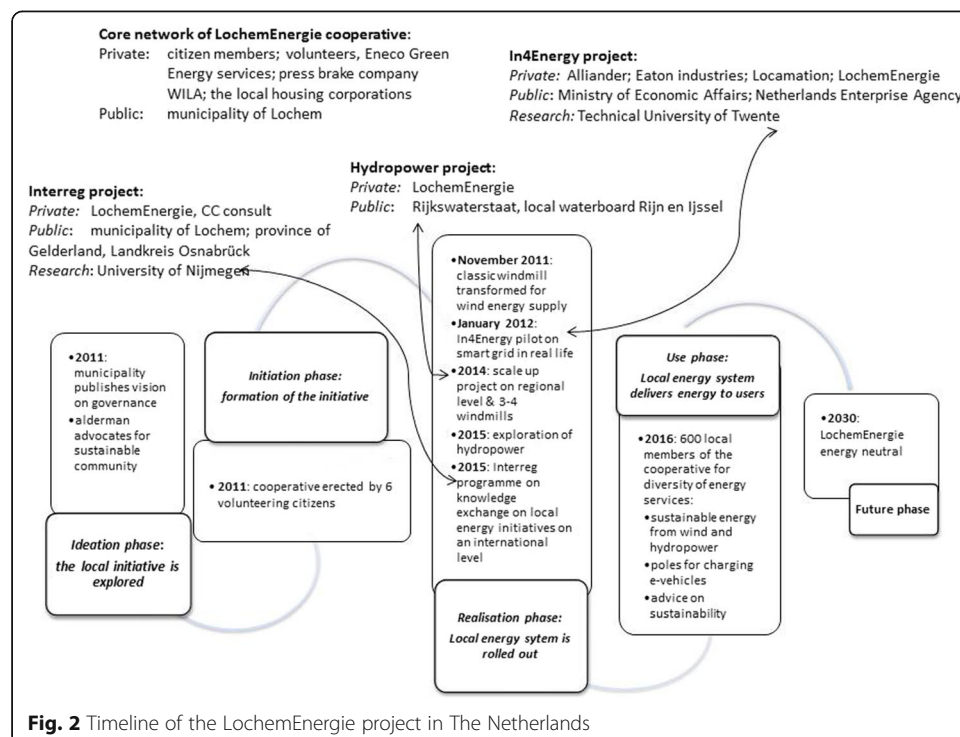 Core network of LochemEnergie cooperative:
Private: citizen members; volunteers, Eneco Green
Energy services; press brake company
WILA; the local housing corporations
Public: municipality of Lochem
In4Energy project:
Private: Alliander; Eaton industries; Locamation; LochemEnergie
Public: Ministry of Economic Affairs; Netherlands Enterprise Agency
Research: Technical University of Twente
Hydropower project:
Private: LochemEnergie
Public: Rijkswaterstaat, local waterboard Rijn en Ijssel
Interreg project:
Private: LochemEnergie, CC consult
Public: municipality of Lochem; province of
Gelderland, Landkreis Osnabrück
Research: University of Nijmegen
•2011:
municipality
publishes vision
on governance
•alderman
advocates for
sustainable
community
Ideation phase:
the local initiative is
explored
Initiation phase:
formation of the initiative
•2011: cooperative erected by 6
volunteering citizens
•November 2011:
classic windmill
transformed for
wind energy supply
•January 2012:
In4Energy pilot on
smart grid in real life
•2014: scale up
project on regional
level & 3-4
windmills
•2015: exploration of
hydropower
•2015: Interreg
programme on
knowledge
exchange on local
energy initiatives on
an international
level
Realisation phase:
Local energy sytem is
rolled out
Use phase:
Local energy system
delivers energy to users
•2016: 600 local
members of the
cooperative for
diversity of energy
services:
•sustainable energy
from wind and
hydropower
•poles for charging
e-vehicles
•advice on
sustainability
•2030:
LochemEnergie
energy neutral
Future phase
Fig. 2 Timeline of the LochemEnergie project in The Netherlands